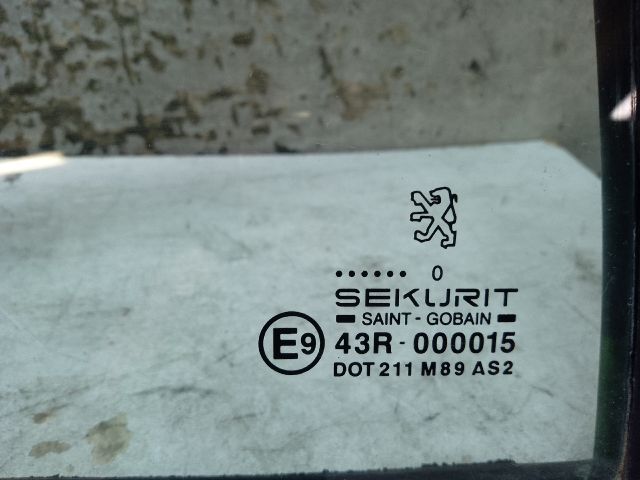 ...... 0
SEKURIT
SAINT - GOBAIN
E9 43R - 000015
DOT 211 M89 AS2